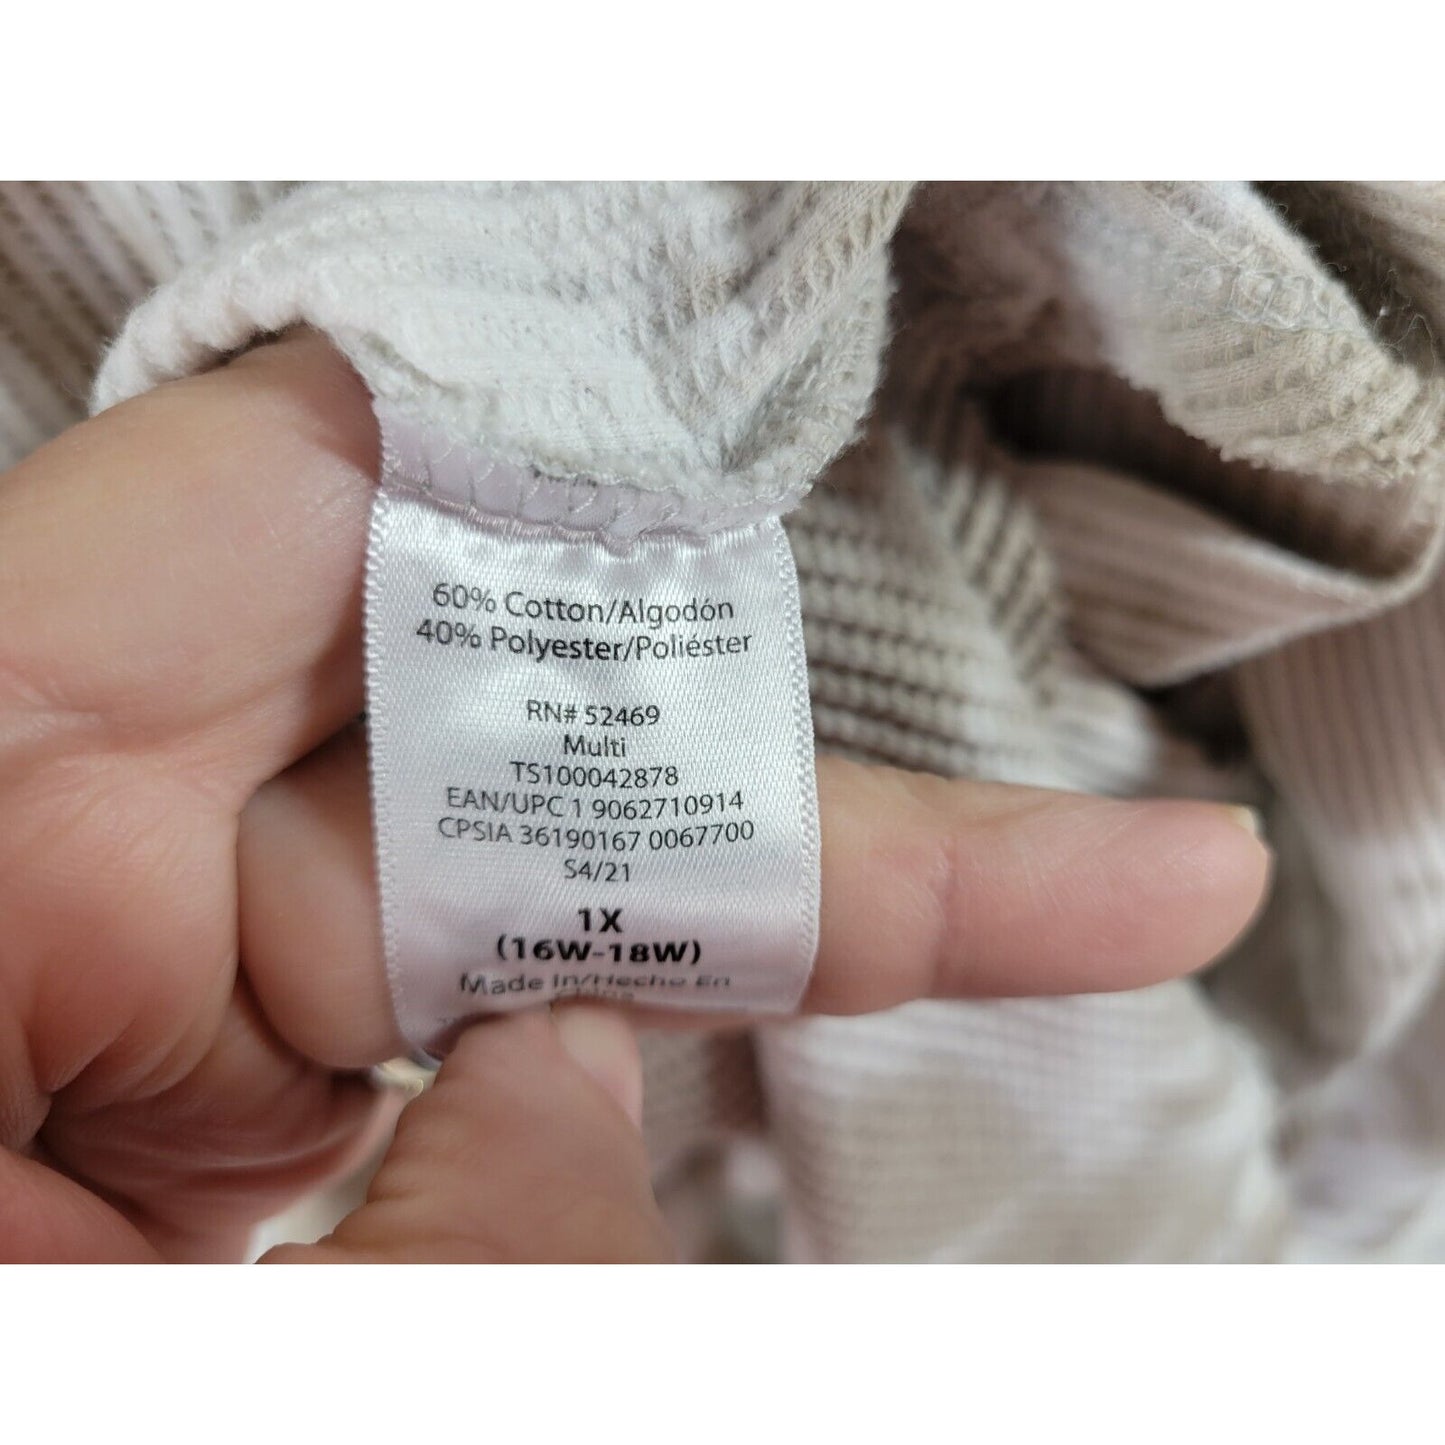 60% Cotton/Algodón
40% Polyester/Poliéster
RN# 52469
Multi
TS100042878
EAN/UPC 1 9062710914
CPSIA 36190167 0067700
S4/21
1X
(16W-18W)
Made In/Hecho En
China